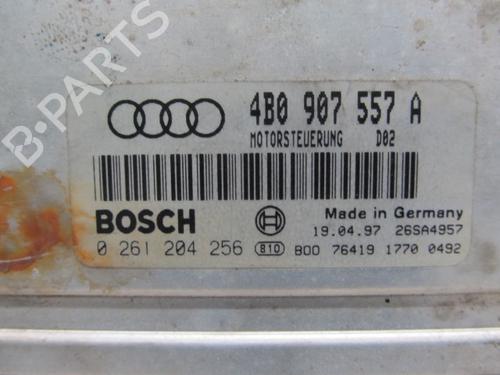 B-PARTS
4B0 907 557 A
MOTORSTEUERUNG D02
BOSCH
Made in Germany
19.04.97 26SA4957
0 261 204 256 810 B00 76419 1770 0492